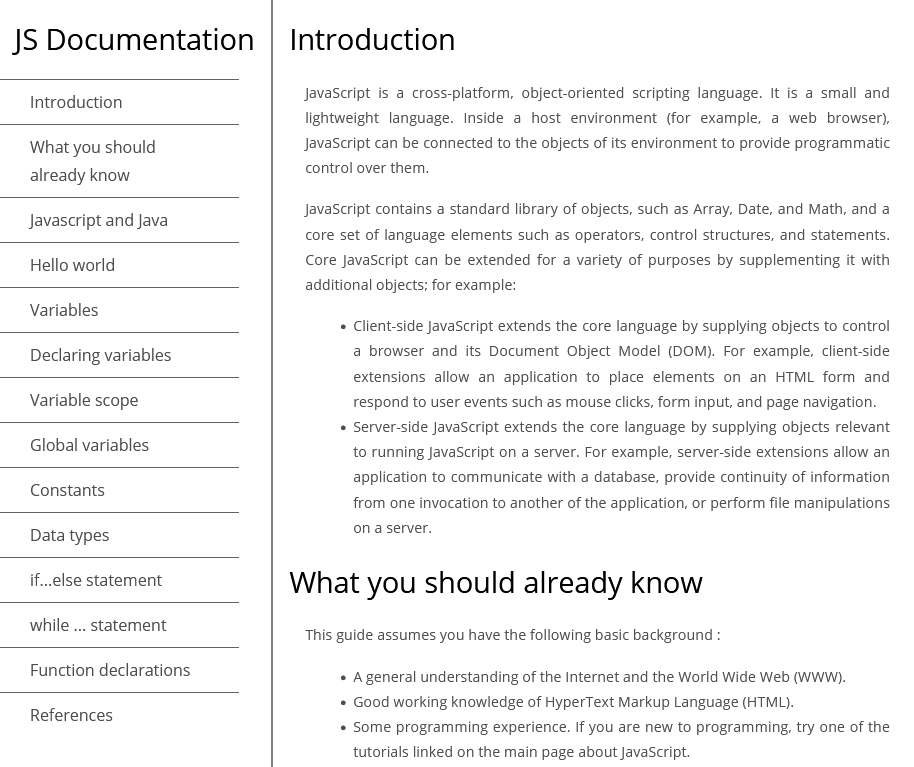 JS Documentation
Introduction
What you should
already know
Javascript and Java
Hello world
Variables
Declaring variables
Variable scope
Global variables
Constants
Data types
if...else statement
while ... statement
Function declarations
References
Introduction
JavaScript is a cross-platform, object-oriented scripting language. It is a small and
lightweight language. Inside a host environment (for example, a web browser),
JavaScript can be connected to the objects of its environment to provide programmatic
control over them.
JavaScript contains a standard library of objects, such as Array, Date, and Math, and a
core set of language elements such as operators, control structures, and statements.
Core JavaScript can be extended for a variety of purposes by supplementing it with
additional objects; for example:
• Client-side JavaScript extends the core language by supplying objects to control
a browser and its Document Object Model (DOM). For example, client-side
extensions allow an application to place elements on an HTML form and
respond to user events such as mouse clicks, form input, and page navigation.
• Server-side JavaScript extends the core language by supplying objects relevant
to running JavaScript on a server. For example, server-side extensions allow an
application to communicate with a database, provide continuity of information
from one invocation to another of the application, or perform file manipulations
on a server.
What you should already know
This guide assumes you have the following basic background :
• A general understanding of the Internet and the World Wide Web (WWW).
• Good working knowledge of HyperText Markup Language (HTML).
• Some programming experience. If you are new to programming, try one of the
tutorials linked on the main page about JavaScript.